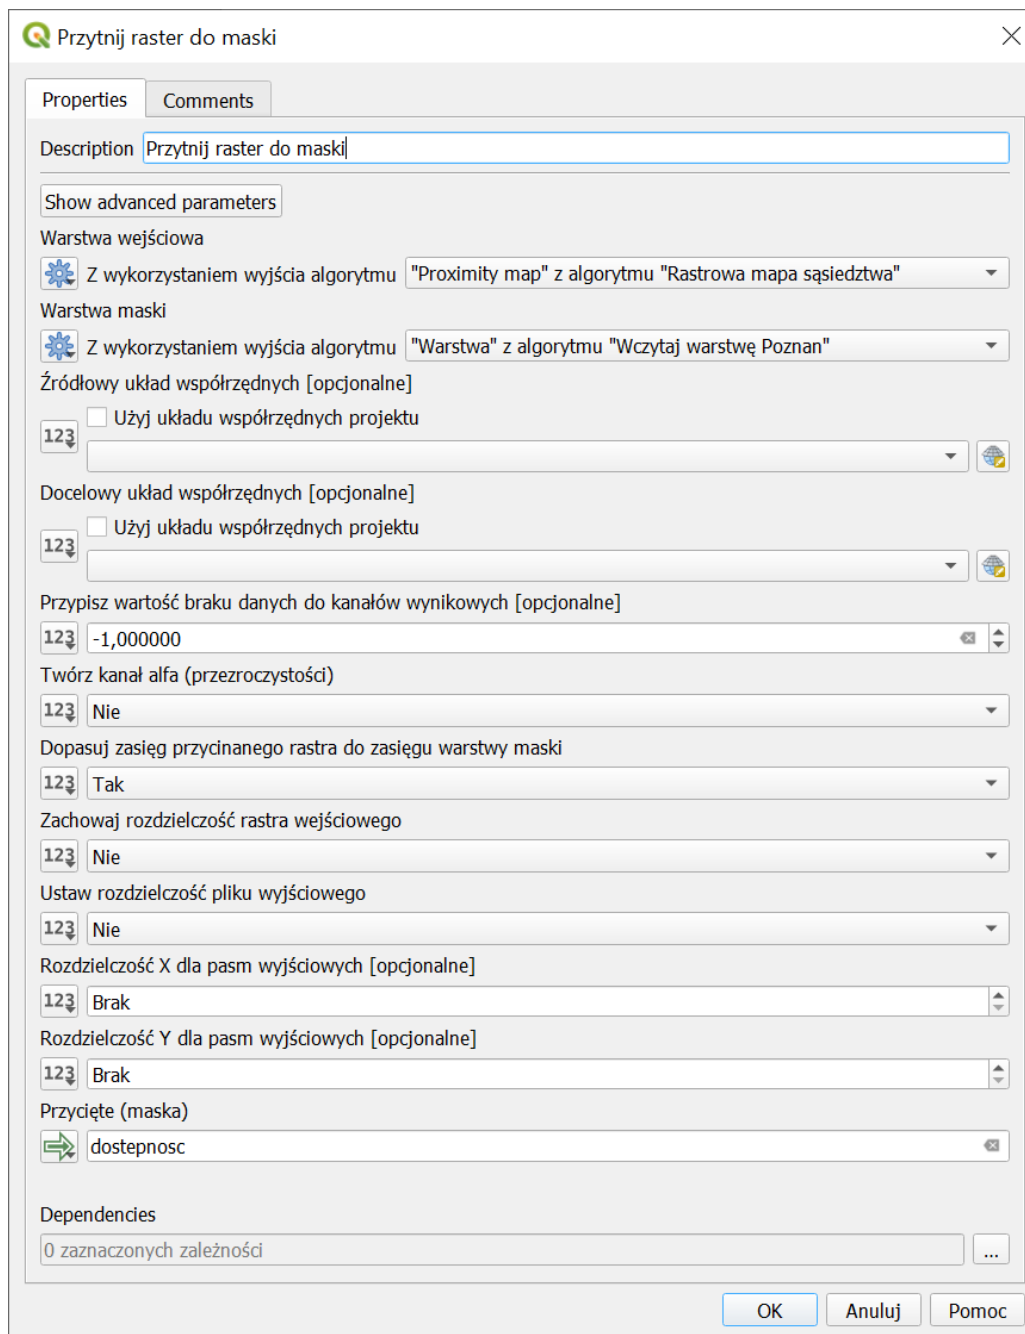 Przytnij raster do maski
Properties Comments
Description Przytnij raster do maski
Show advanced parameters
Warstwa wejściowa
Z wykorzystaniem wyjścia algorytmu "Proximity map" z algorytmu "Rastrowa mapa sąsiedztwa"
Warstwa maski
Z wykorzystaniem wyjścia algorytmu "Warstwa" z algorytmu "Wczytaj warstwę Poznan"
Źródłowy układ współrzędnych [opcjonalne]
Użyj układu współrzędnych projektu
123
Docelowy układ współrzędnych [opcjonalne]
Użyj układu współrzędnych projektu
123
Przypisz wartość braku danych do kanałów wynikowych [opcjonalne]
123 -1,000000
Twórz kanał alfa (przezroczystości)
123 Nie
Dopasuj zasięg przycinanego rastra do zasięgu warstwy maski
123 Tak
Zachowaj rozdzielczość rastra wejściowego
123 Nie
Ustaw rozdzielczość pliku wyjściowego
123 Nie
Rozdzielczość X dla pasm wyjściowych [opcjonalne]
123 Brak
Rozdzielczość Y dla pasm wyjściowych [opcjonalne]
123 Brak
Przycięte (maska)
dostepnosc
Dependencies
0 zaznaczonych zależności ...
OK Anuluj Pomoc